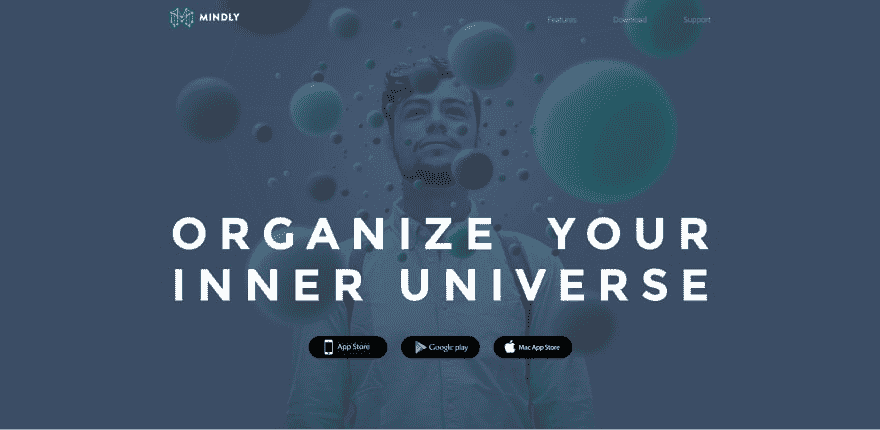 MINDLY
Features Download Support
ORGANIZE YOUR
INNER UNIVERSE
App Store Google play Mac App Store